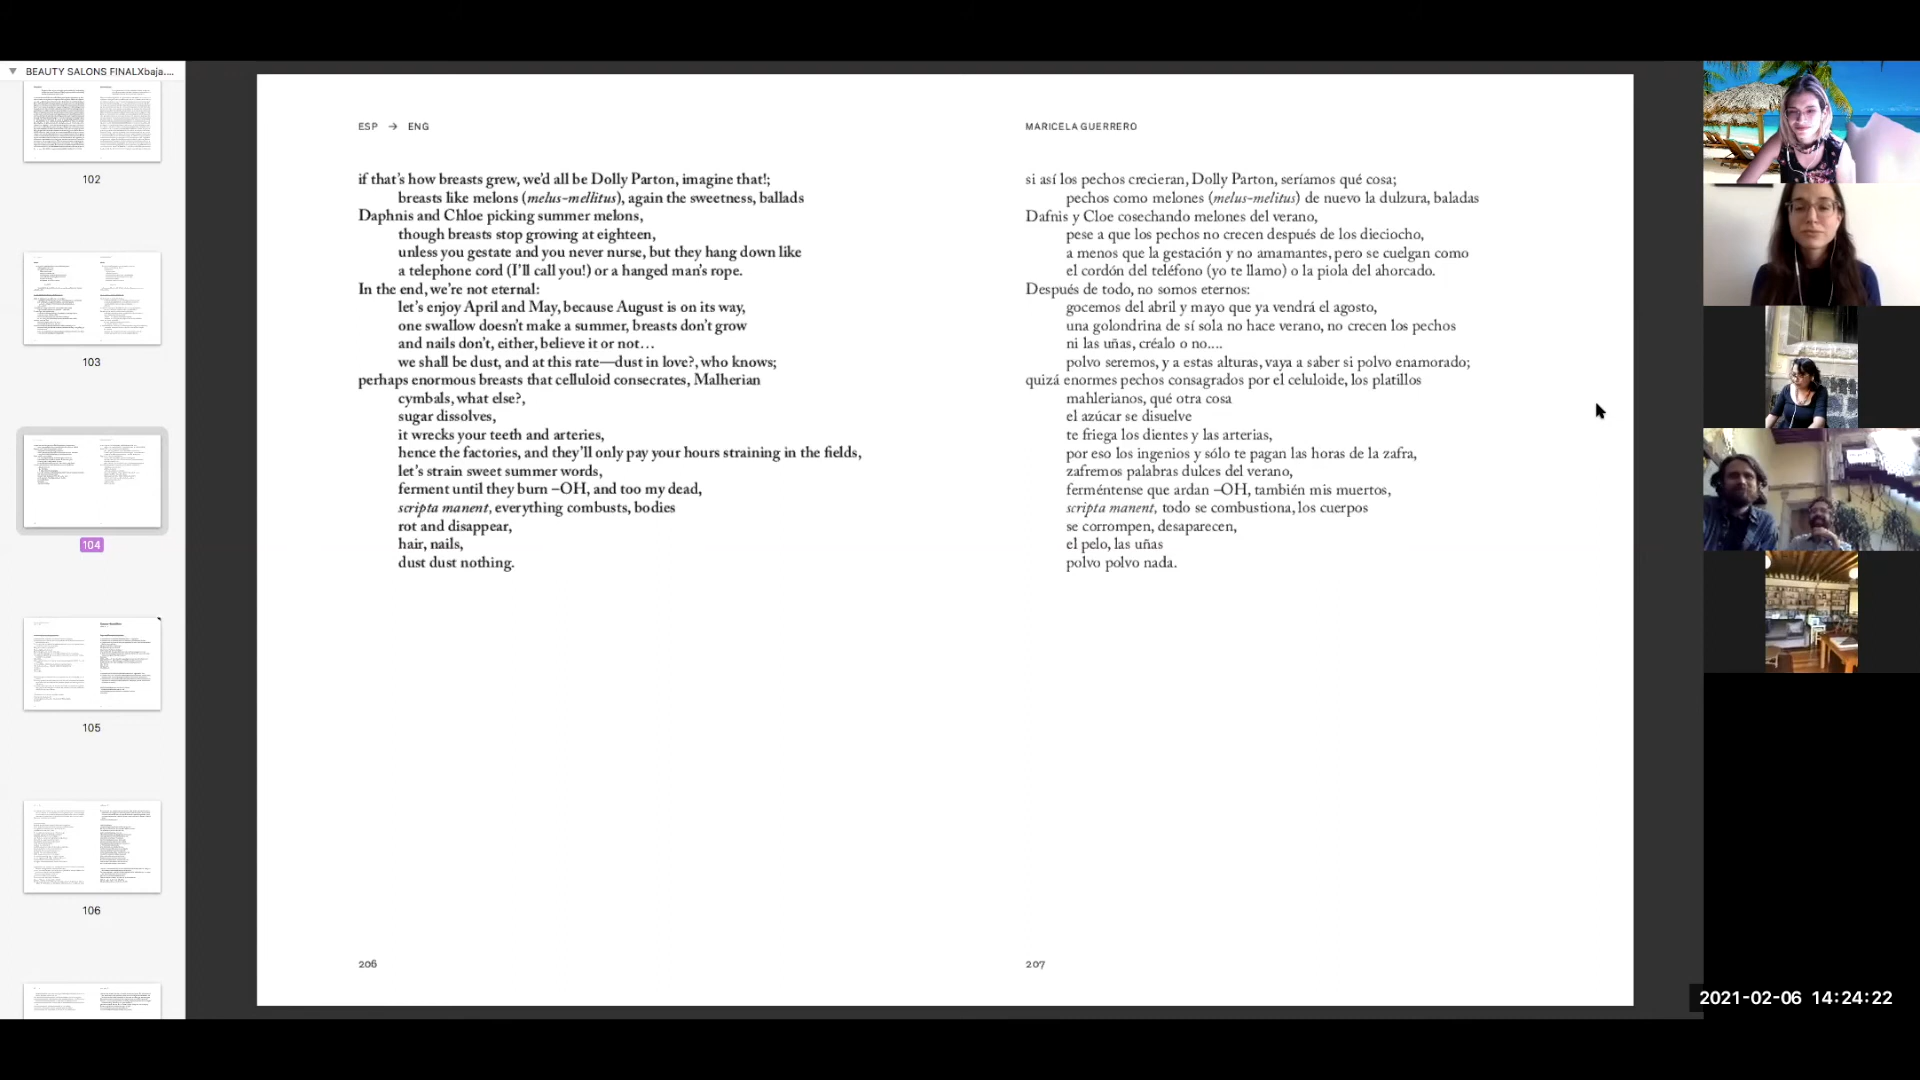 BEAUTY SALONS FINALXbaja....
102
103
104
105
106
ESP → ENG
if that's how breasts grew, we'd all be Dolly Parton, imagine that!;
breasts like melons (melus-mellitus), again the sweetness, ballads
Daphnis and Chloe picking summer melons,
though breasts stop growing at eighteen,
unless you gestate and you never nurse, but they hang down like
a telephone cord (I'll call you!) or a hanged man's rope.
In the end, we're not eternal:
let's enjoy April and May, because August is on its way,
one swallow doesn't make a summer, breasts don't grow
and nails don't, either, believe it or not…
we shall be dust, and at this rate—dust in love?, who knows;
perhaps enormous breasts that celluloid consecrates, Malherian
cymbals, what else?,
sugar dissolves,
it wrecks your teeth and arteries,
hence the factories, and they'll only pay your hours straining in the fields,
let's strain sweet summer words,
ferment until they burn –OH, and too my dead,
scripta manent, everything combusts, bodies
rot and disappear,
hair, nails,
dust dust nothing.
206
MARICELA GUERRERO
si así los pechos crecieran, Dolly Parton, seríamos qué cosa;
pechos como melones (melus-melitus) de nuevo la dulzura, baladas
Dafnis y Cloe cosechando melones del verano,
pese a que los pechos no crecen después de los dieciocho,
a menos que la gestación y no amamantes, pero se cuelgan como
el cordón del teléfono (yo te llamo) o la piola del ahorcado.
Después de todo, no somos eternos:
gocemos del abril y mayo que ya vendrá el agosto,
una golondrina de sí sola no hace verano, no crecen los pechos
ni las uñas, créalo o no....
polvo seremos, y a estas alturas, vaya a saber si polvo enamorado;
quizá enormes pechos consagrados por el celuloide, los platillos
mahlerianos, qué otra cosa
el azúcar se disuelve
te friega los dientes y las arterias,
por eso los ingenios y sólo te pagan las horas de la zafra,
zafremos palabras dulces del verano,
ferméntense que ardan –OH, también mis muertos,
scripta manent, todo se combustiona, los cuerpos
se corrompen, desaparecen,
el pelo, las uñas
polvo polvo nada.
207
2021-02-06 14:24:22